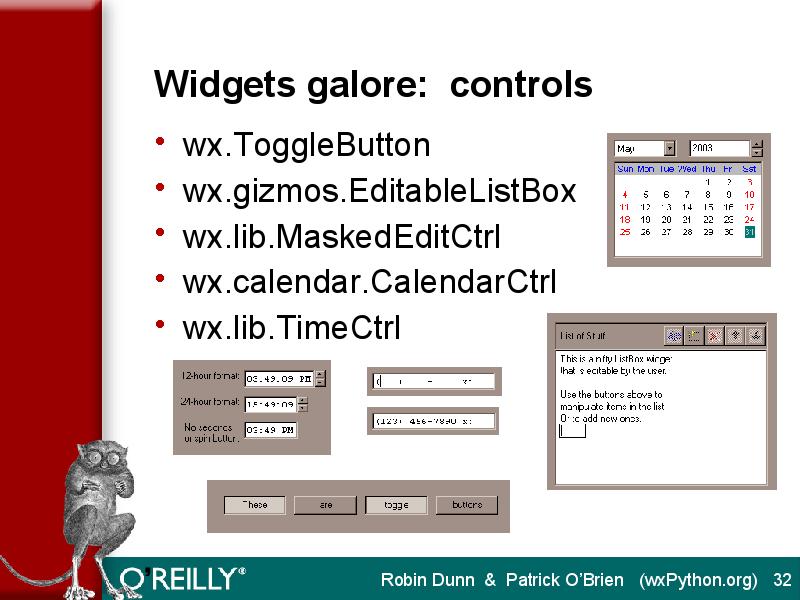 Widgets galore: controls
• wx.ToggleButton
• wx.gizmos.EditableListBox
• wx.lib.MaskedEditCtrl
• wx.calendar.CalendarCtrl
• wx.lib.TimeCtrl
May 2003
Sun Mon Tue Wed Thu Fri Sat
1 2 3
4 5 6 7 8 9 10
11 12 13 14 15 16 17
18 19 20 21 22 23 24
25 26 27 28 29 30 31
List of Stuff
This is a nifty ListBox widget
that is editable by the user.
Use the buttons above to
manipulate items in the list
Or to add new ones.
12-hour format: 03:49:09 PM
24-hour format: 15:49:09
No seconds
or spin button: 03:49 PM
( ) - x:
(123) 456-7890 x:
These are toggle buttons
O'REILLY®
Robin Dunn & Patrick O'Brien (wxPython.org) 32